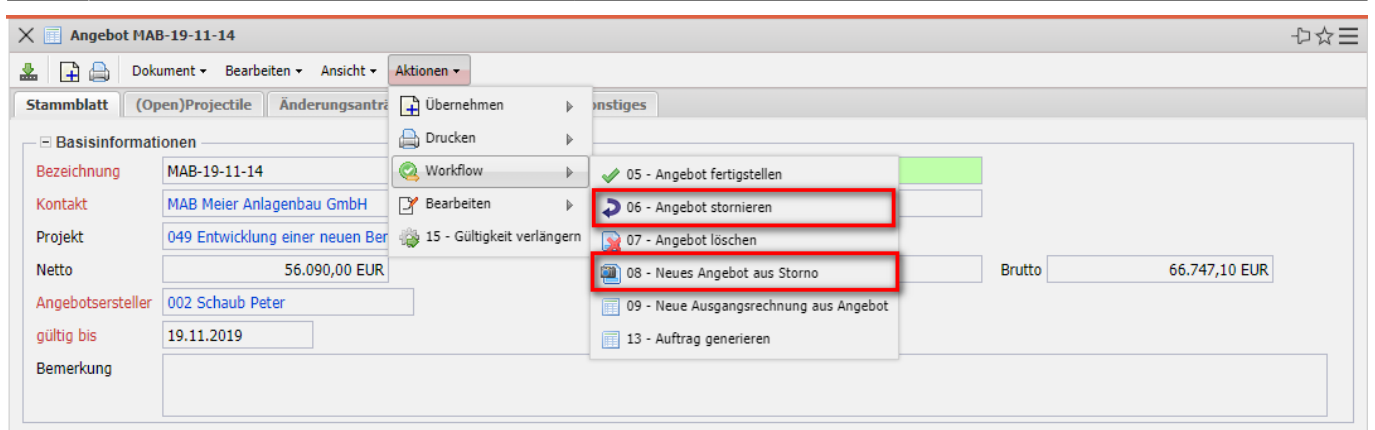 Angebot MAB-19-11-14
Dokument Bearbeiten Ansicht Aktionen
Stammblatt (Open)Projectile Änderungsanträ onstiges
Übernehmen
Drucken
Workflow
Bearbeiten
15 - Gültigkeit verlängern
05 - Angebot fertigstellen
06 - Angebot stornieren
07 - Angebot löschen
08 - Neues Angebot aus Storno
09 - Neue Ausgangsrechnung aus Angebot
13 - Auftrag generieren
Basisinformationen
Bezeichnung MAB-19-11-14
Kontakt MAB Meier Anlagenbau GmbH
Projekt 049 Entwicklung einer neuen Ber
Netto 56.090,00 EUR Brutto 66.747,10 EUR
Angebotsersteller 002 Schaub Peter
gültig bis 19.11.2019
Bemerkung